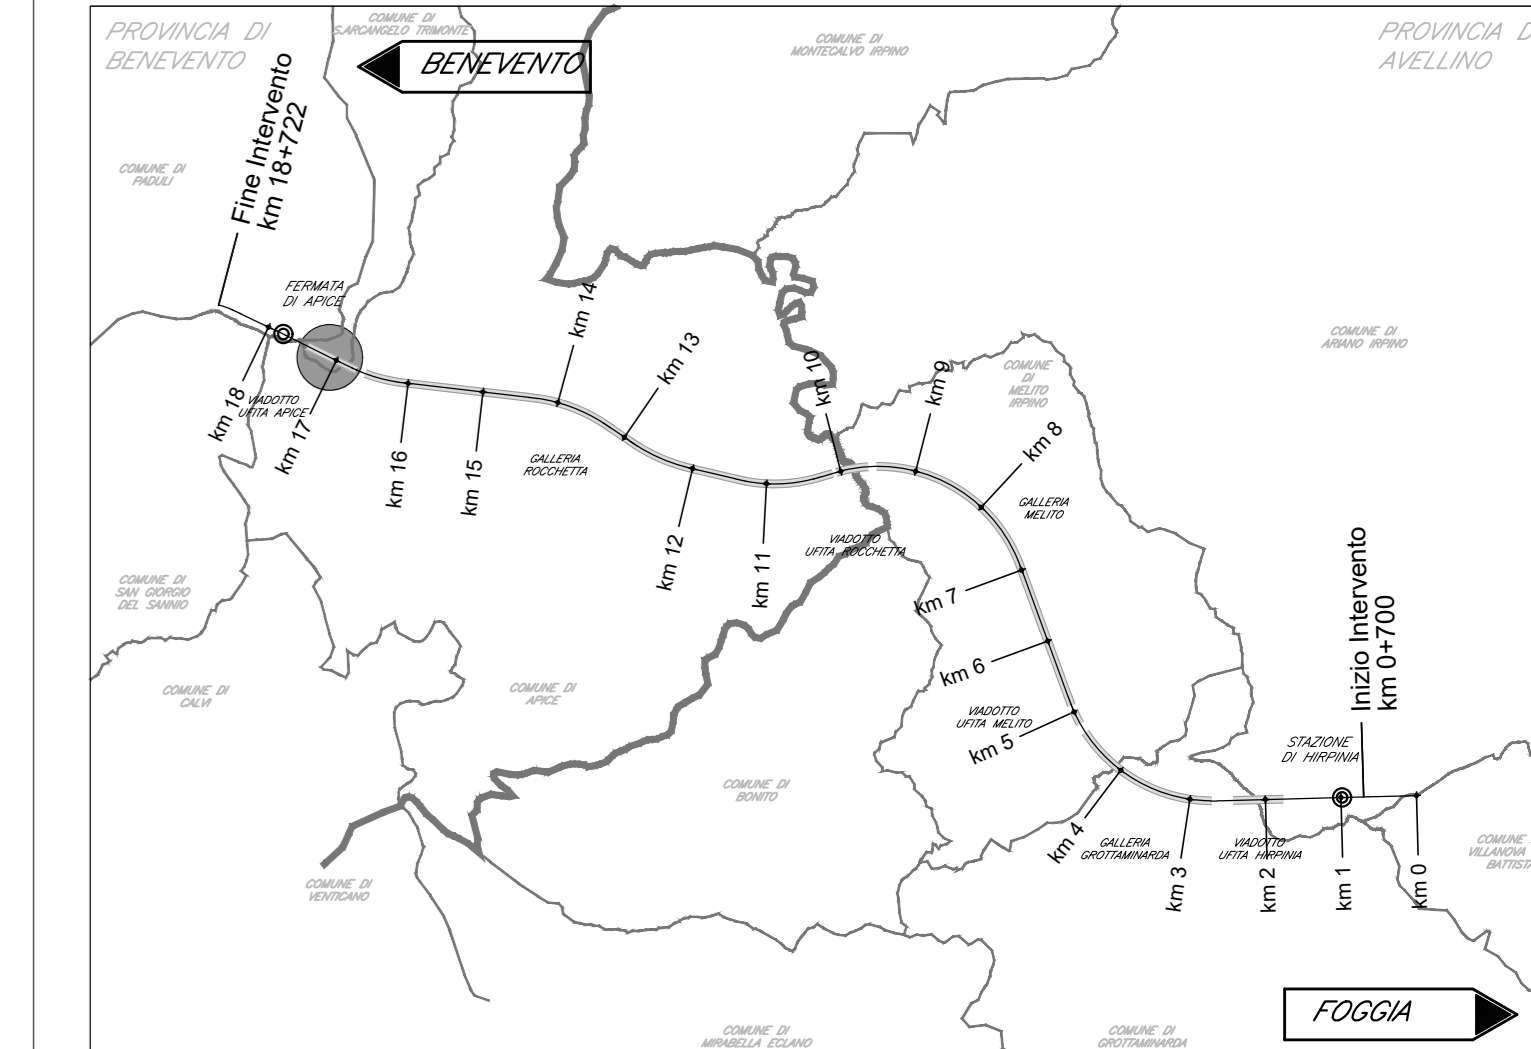 PROVINCIA DI
BENEVENTO
COMUNE DI
S.ARCANGELO TRIMONTE
BENEVENTO
COMUNE DI
MONTECALVO IRPINO
PROVINCIA D
AVELLINO
Fine Intervento
km 18+722
COMUNE DI
PADULI
FERMATA
DI APICE
km 14
km 13
km 10
km 9
COMUNE DI
ARIANO IRPINO
COMUNE
DI
MELITO
IRPINO
km 18
VIADOTTO
UFITA APICE
km 17
km 16
km 15
GALLERIA
ROCCHETTA
km 8
GALLERIA
MELITO
km 12
km 11
VIADOTTO
UFITA ROCCHETTA
km 7
COMUNE DI
SAN GIORGIO
DEL SANNIO
km 6
COMUNE DI
CALVI
COMUNE DI
APICE
VIADOTTO
UFITA MELITO
km 5
Inizio Intervento
km 0+700
STAZIONE
DI HIRPINIA
COMUNE DI
BONITO
km 4
GALLERIA
GROTTAMINARDA
km 3
VIADOTTO
UFITA HIRPINIA
km 2
km 1
km 0
COMUNE
VILLANOVA
BATTISTA
COMUNE DI
VENTICANO
FOGGIA
COMUNE DI
MIRABELLA ECLANO
COMUNE DI
GROTTAMINARDA